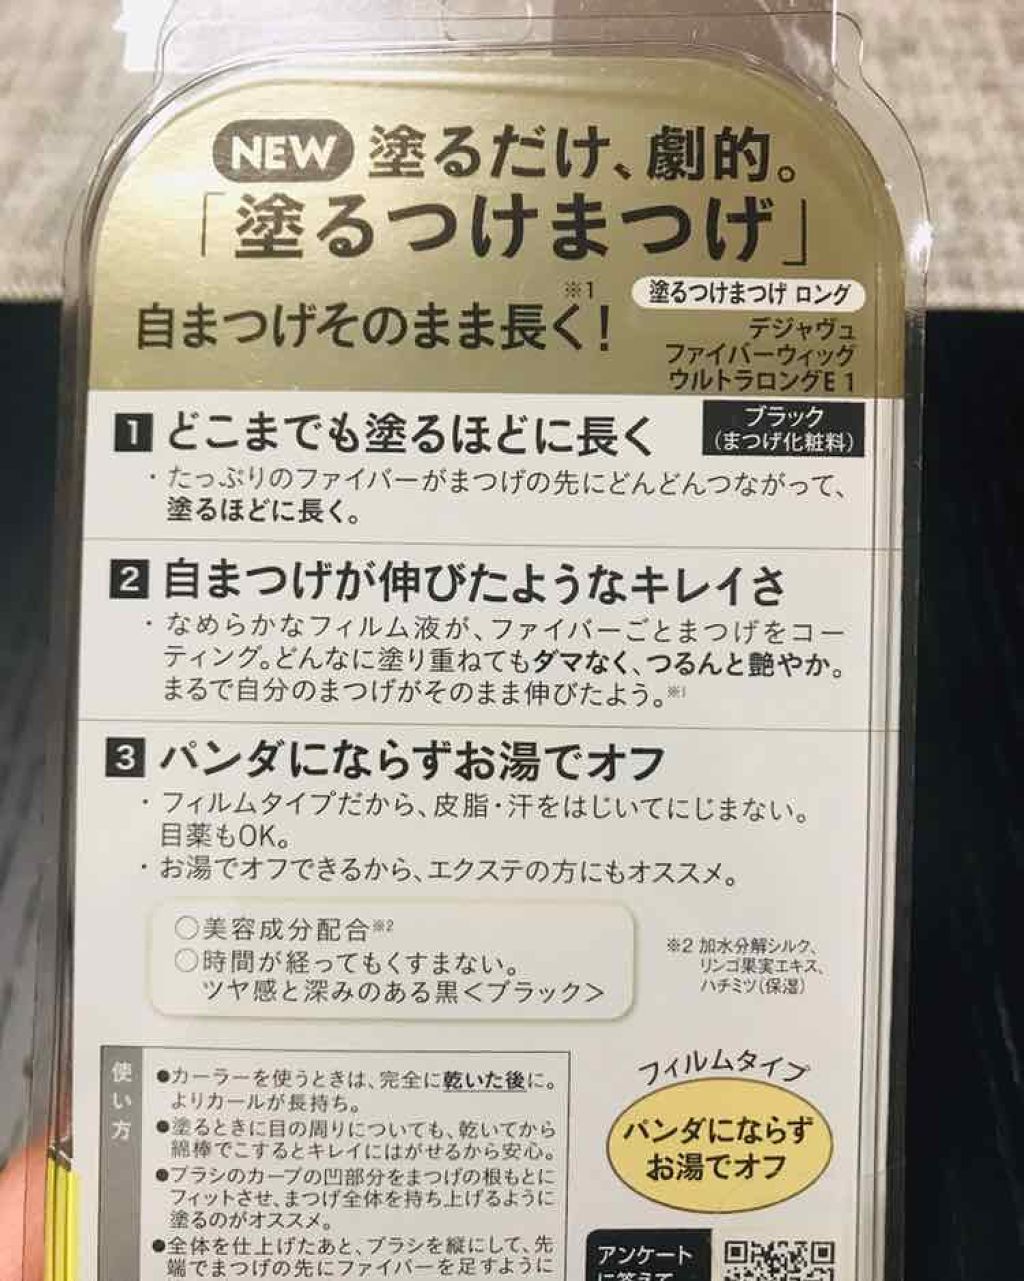 NEW 塗るだけ、劇的。
「塗るつけまつげ」
自まつげそのまま長く!※1
塗るつけまつげ ロング
デジャヴュ
ファイバーウィッグ
ウルトラロングE 1
ブラック
(まつげ化粧料)
1 どこまでも塗るほどに長く
・たっぷりのファイバーがまつげの先にどんどんつながって、
塗るほどに長く。
2 自まつげが伸びたようなキレイさ
・なめらかなフィルム液が、ファイバーごとまつげをコー
ティング。どんなに塗り重ねてもダマなく、つるんと艶やか。
まるで自分のまつげがそのまま伸びたよう。※1
3 パンダにならずお湯でオフ
・フィルムタイプだから、皮脂・汗をはじいてにじまない。
目薬もOK。
・お湯でオフできるから、エクステの方にもオススメ。
○美容成分配合※2
○時間が経ってもくすまない。
ツヤ感と深みのある黒<ブラック>
※2 加水分解シルク、
リンゴ果実エキス、
ハチミツ(保湿)
使い方
●カーラーを使うときは、完全に乾いた後に。
よりカールが長持ち。
●塗るときに目の周りについても、乾いてから
綿棒でこするとキレイにはがせるから安心。
●ブラシのカーブの凹部分をまつげの根もとに
フィットさせ、まつげ全体を持ち上げるように
塗るのがオススメ。
●全体を仕上げたあと、ブラシを縦にして、先
端でまつげの先にファイバーを足すように
フィルムタイプ
パンダにならず
お湯でオフ
アンケート
に答えて